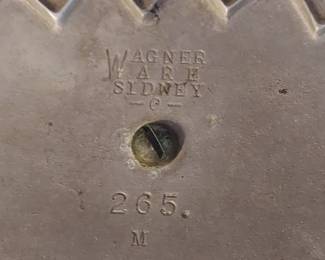 WAGNER
WARE
SIDNEY
-O-
265.
M